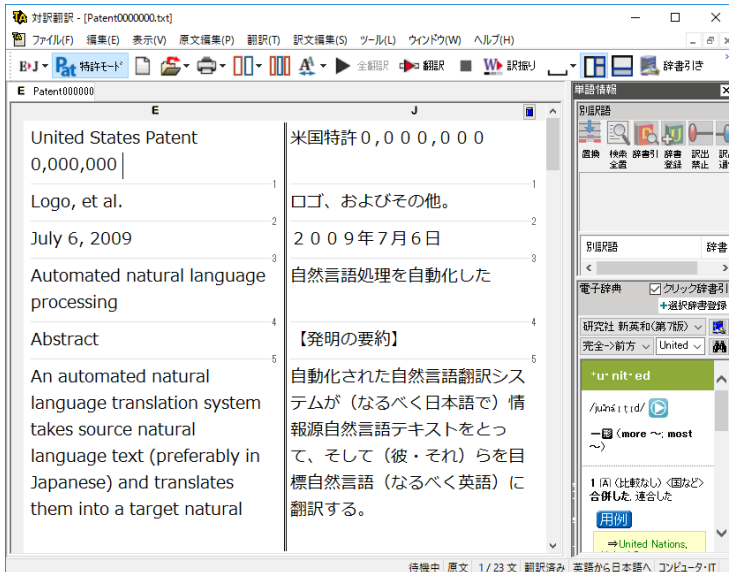 対訳翻訳 - [Patent0000000.txt]
ファイル(F) 編集(E) 表示(V) 原文編集(P) 翻訳(T) 訳文編集(S) ツール(L) ウィンドウ(W) ヘルプ(H)
E›J Pat 特許モード 全翻訳 翻訳 W 訳振り 辞書引き
E Patent000000
E J
United States Patent
0,000,000
米国特許０,０００,０００
1 1
Logo, et al.
ロゴ、およびその他。
2 2
July 6, 2009
２００９年７月６日
3 3
Automated natural language
processing
自然言語処理を自動化した
4 4
Abstract
【発明の要約】
5 5
An automated natural
language translation system
takes source natural
language text (preferably in
Japanese) and translates
them into a target natural
自動化された自然言語翻訳シス
テムが（なるべく日本語で）情
報源自然言語テキストをとっ
て、そして（彼・それ）らを目
標自然言語（なるべく英語）に
翻訳する。
単語情報
別訳語
置換 検索全置 辞書引 辞書登録 訳出禁止
別訳語 辞書
電子辞典 クリック辞書引
+選択辞書登録
研究社 新英和(第7版)
完全->前方 United
⁺u·nit·ed
━形 (more ～; most
～)
1 A (比較なし) 〈国など〉
合併した, 連合した
用例
⇒United Nations,
待機中 原文 1/23 文 翻訳済み 英語から日本語へ コンピュータ・IT